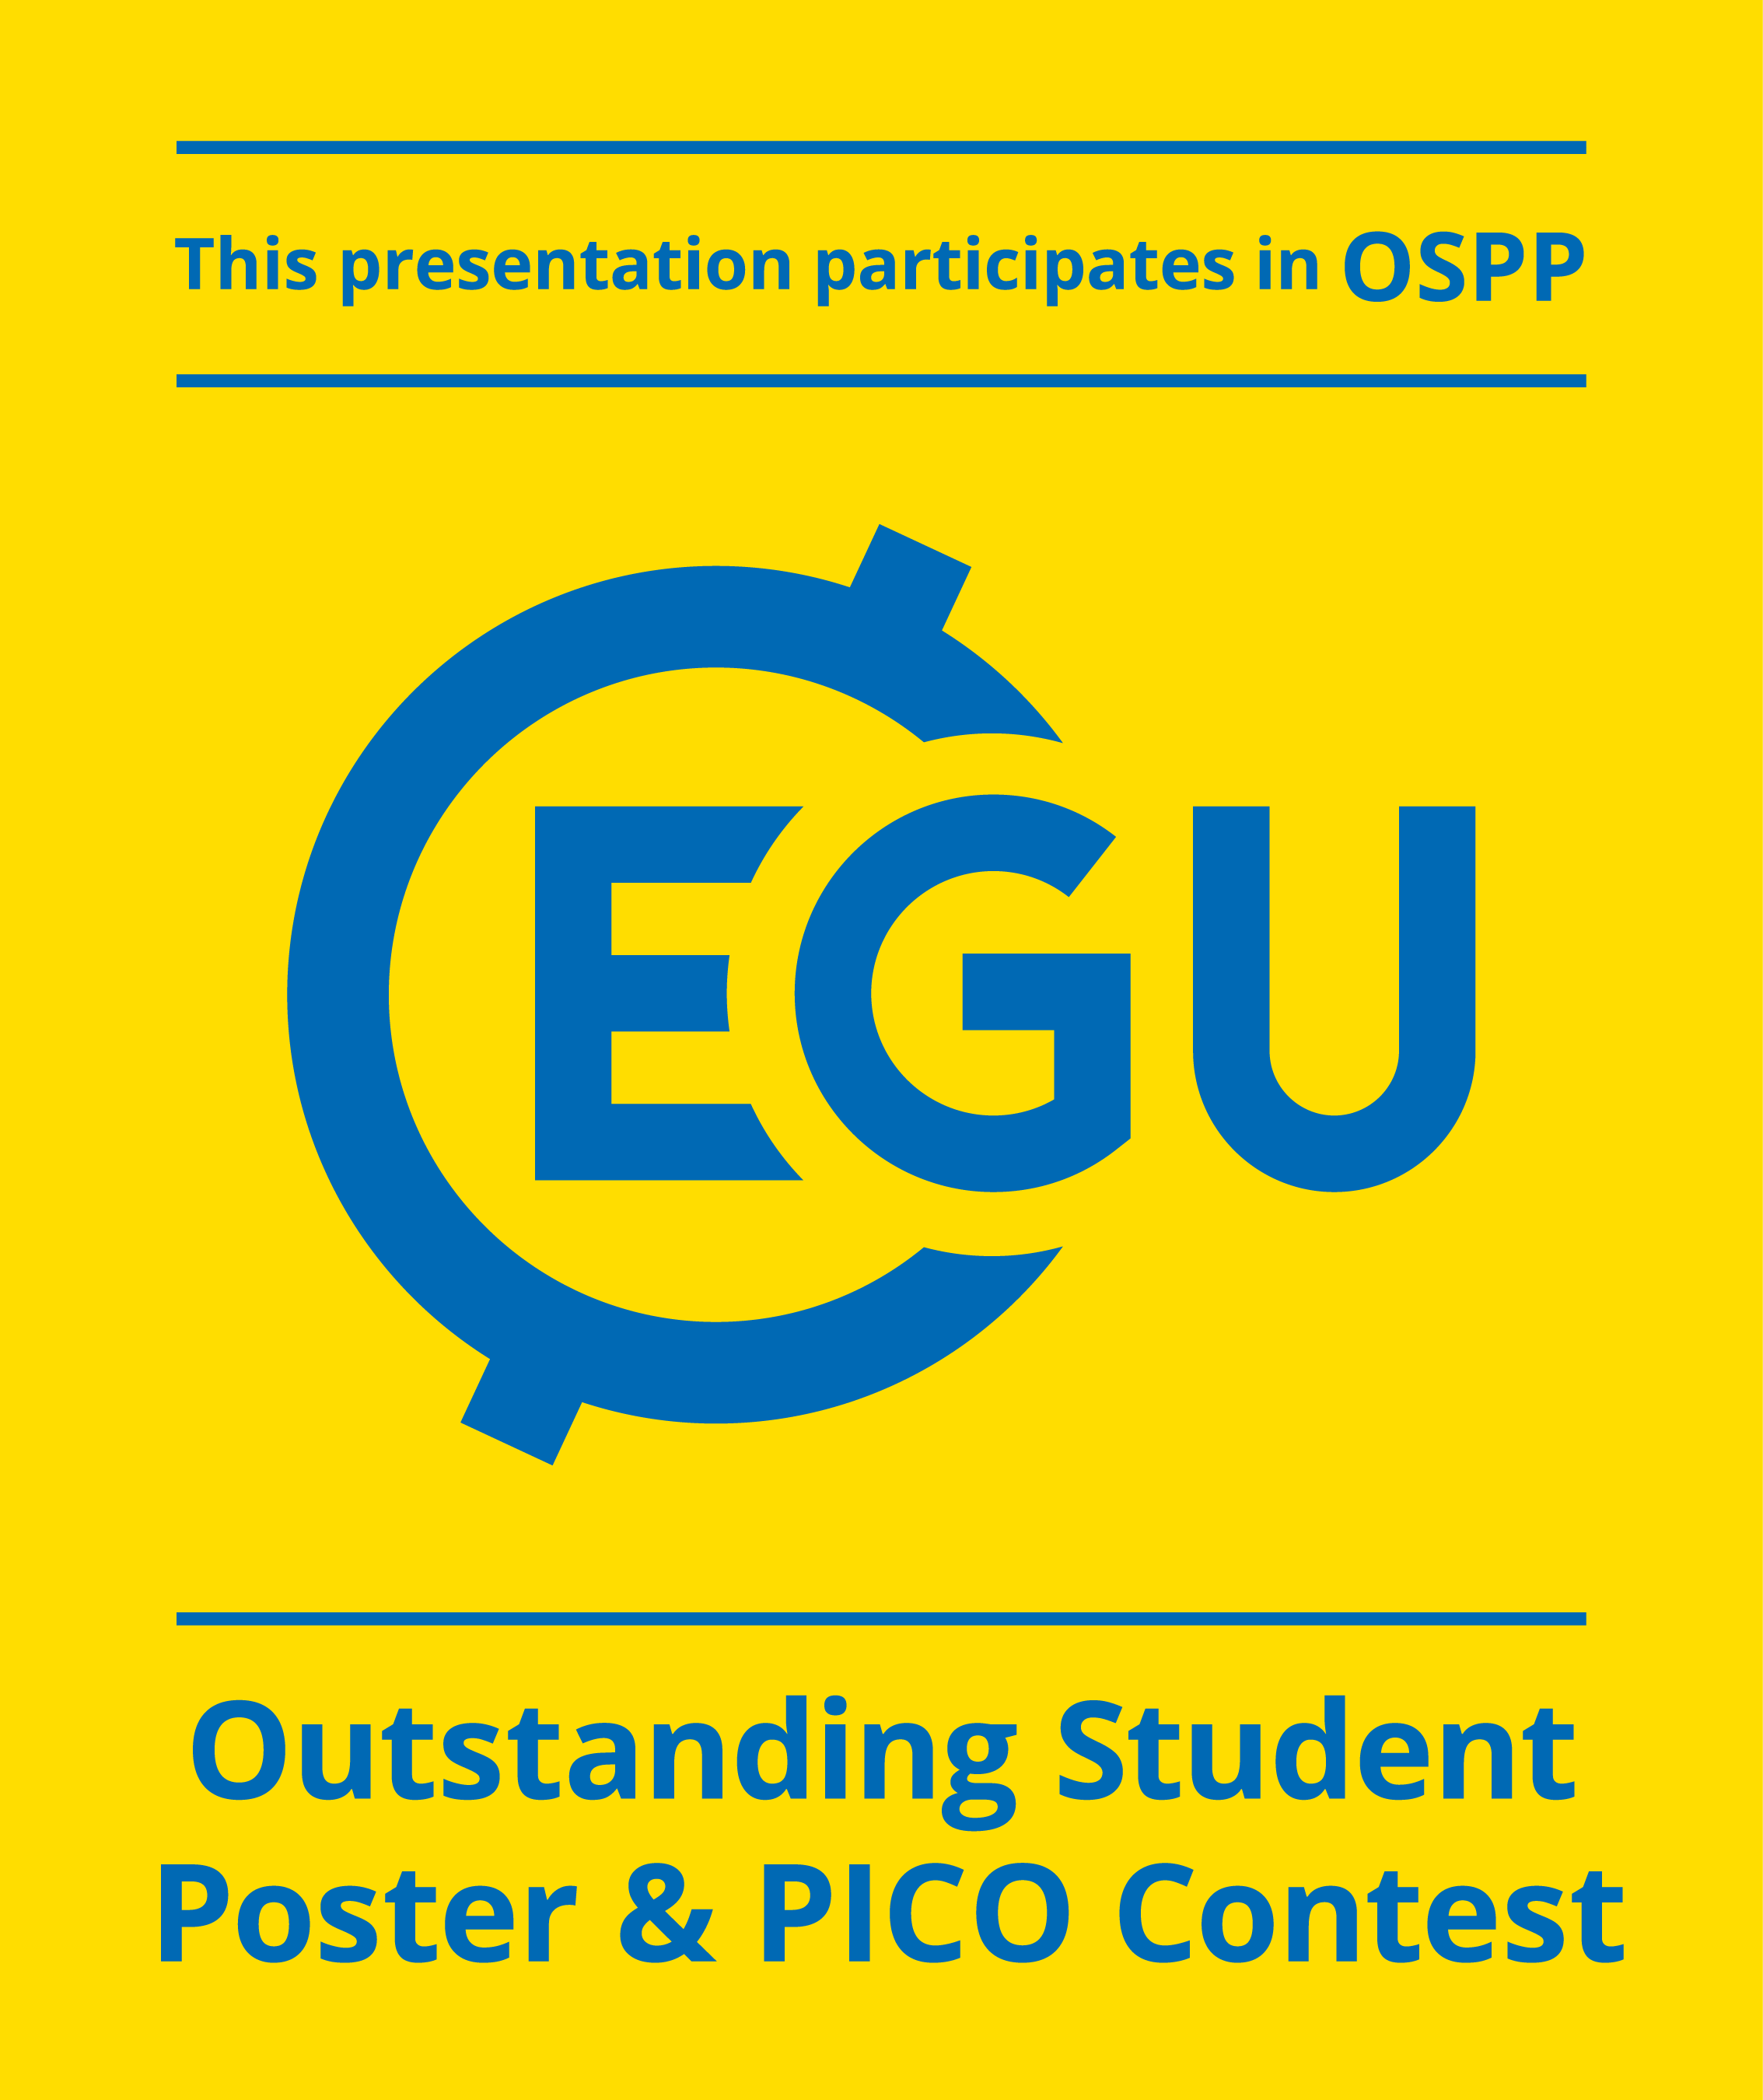 This presentation participates in OSPP
EGU
Outstanding Student
Poster & PICO Contest